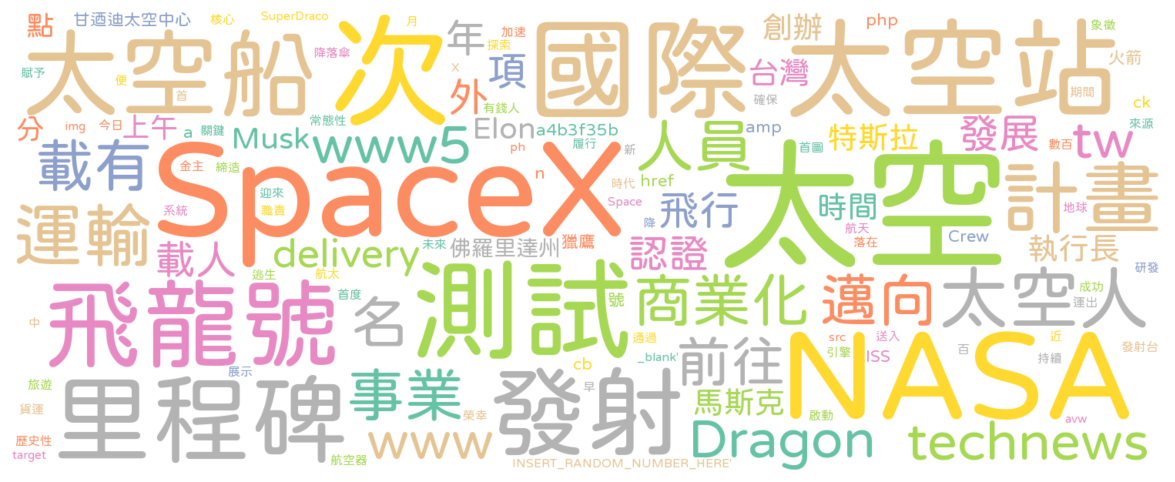 點 甘迺迪太空中心 核心 SuperDraco 月 年 加速 創辦 php 象徵
太空船 次 國際 太空站
賦予 便 首 降落傘 探索 X 項 外 有錢人 台灣 確保 期間 ck 火箭
分 img 今日 上午 a 關鍵 常態性 Elon a4b3f35b amp 特斯拉 發展 tw 來源
Musk www5 ph 履行 人員 首圖 數百
載有 SpaceX 太空 計畫
金主 締造 迎來 n 新 時代 href
運輸 系統 職責 Space 飛行 時間 地球
載人 delivery 未來 佛羅里達州 獵鷹 降 認證 航天 落在 Crew 執行長
逃生 航太 研發
飛龍號 首度 名 測試 號 商業化 邁向 太空人 成功 運出
中 通過 _blank' src 送入 近 發射台
引擎 ISS 百 持續
旅遊 里程碑 展示 事業 cb 發射 前往 NASA
貨運 早 馬斯克 啟動
榮幸 avw
歷史性 www Dragon technews
target 航空器 INSERT_RANDOM_NUMBER_HERE'